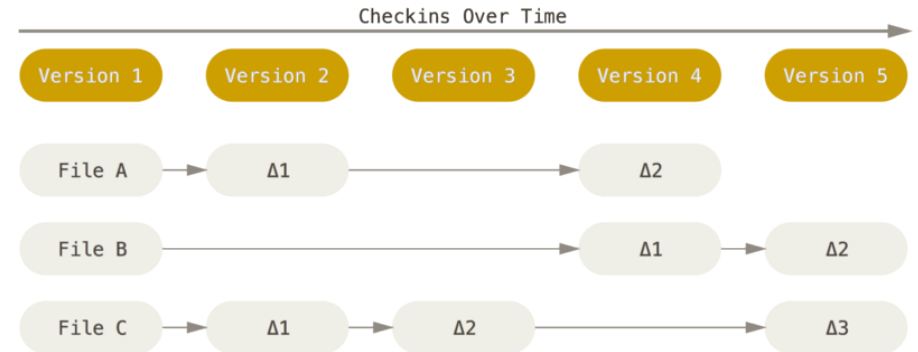 Checkins Over Time
Version 1 Version 2 Version 3 Version 4 Version 5
File A Δ1 Δ2
File B Δ1 Δ2
File C Δ1 Δ2 Δ3